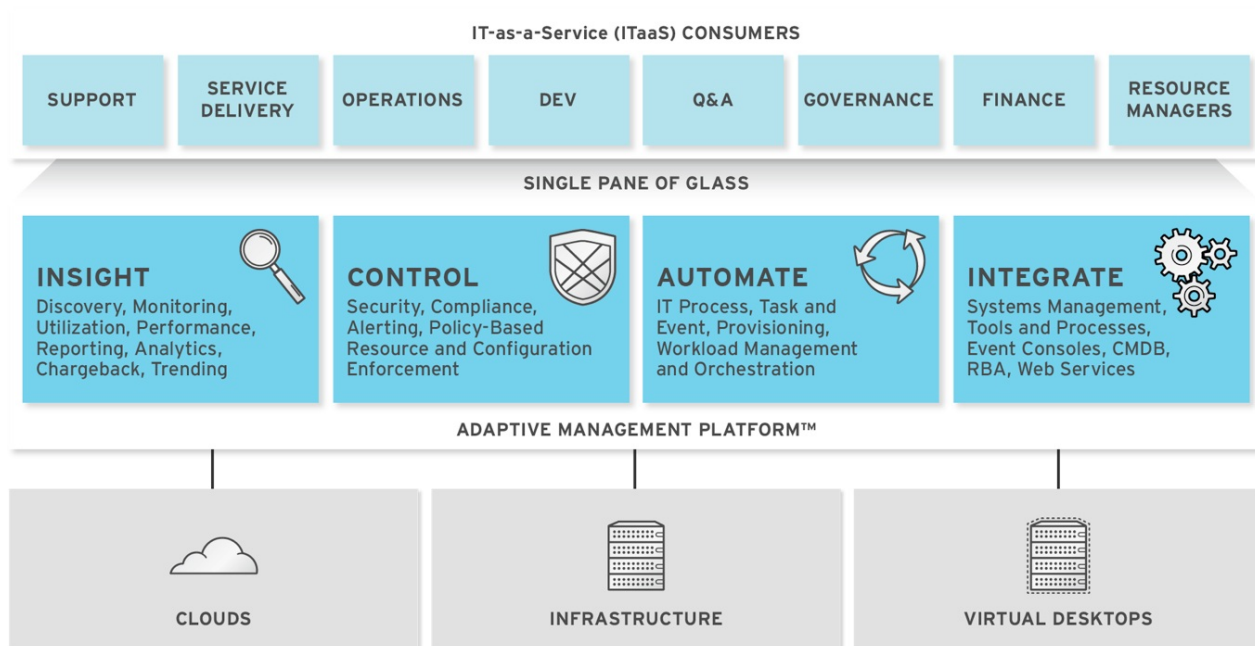 IT-as-a-Service (ITaaS) CONSUMERS
SUPPORT
SERVICE
DELIVERY
OPERATIONS
DEV
Q&A
GOVERNANCE
FINANCE
RESOURCE
MANAGERS
SINGLE PANE OF GLASS
INSIGHT
Discovery, Monitoring,
Utilization, Performance,
Reporting, Analytics,
Chargeback, Trending
CONTROL
Security, Compliance,
Alerting, Policy-Based
Resource and Configuration
Enforcement
AUTOMATE
IT Process, Task and
Event, Provisioning,
Workload Management
and Orchestration
INTEGRATE
Systems Management,
Tools and Processes,
Event Consoles, CMDB,
RBA, Web Services
ADAPTIVE MANAGEMENT PLATFORM™
CLOUDS
INFRASTRUCTURE
VIRTUAL DESKTOPS